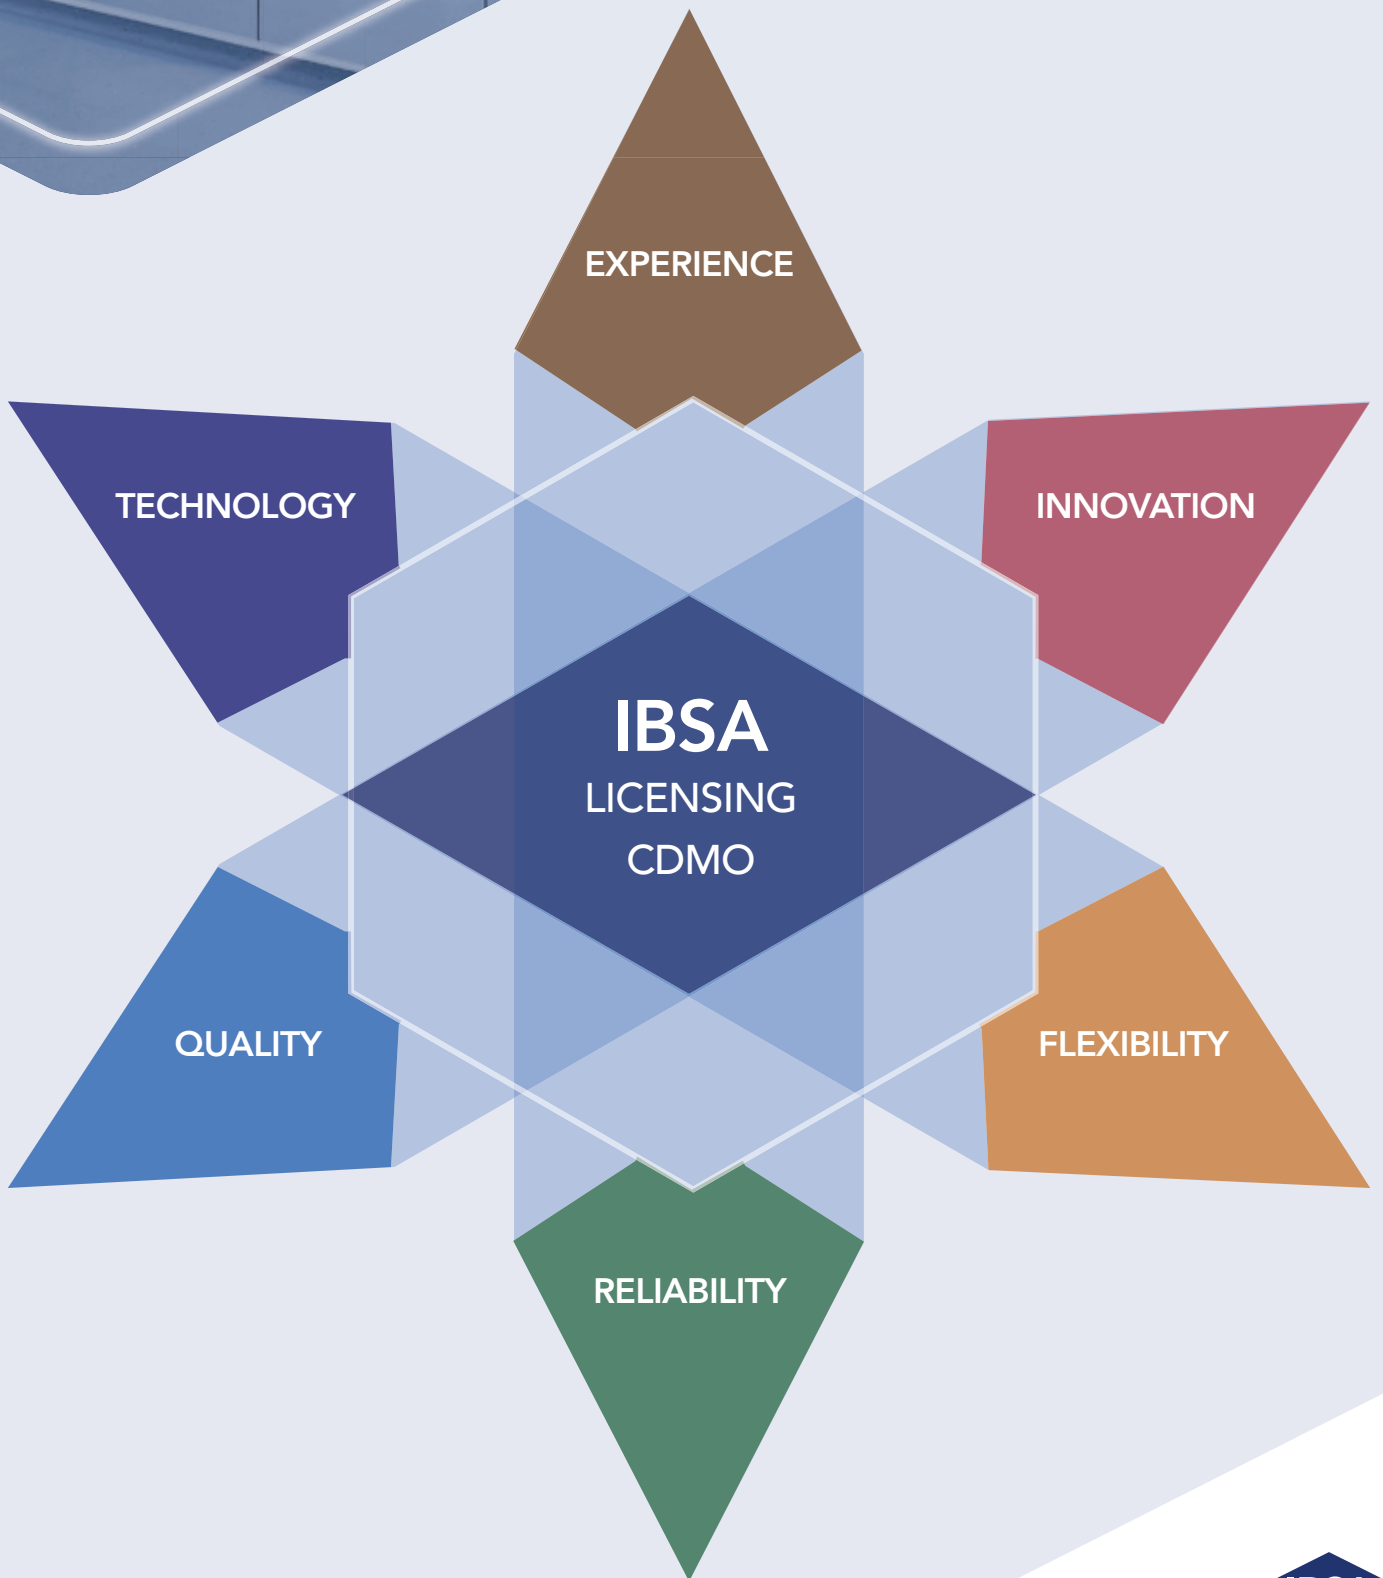 EXPERIENCE
TECHNOLOGY
INNOVATION
IBSA
LICENSING
CDMO
QUALITY
FLEXIBILITY
RELIABILITY